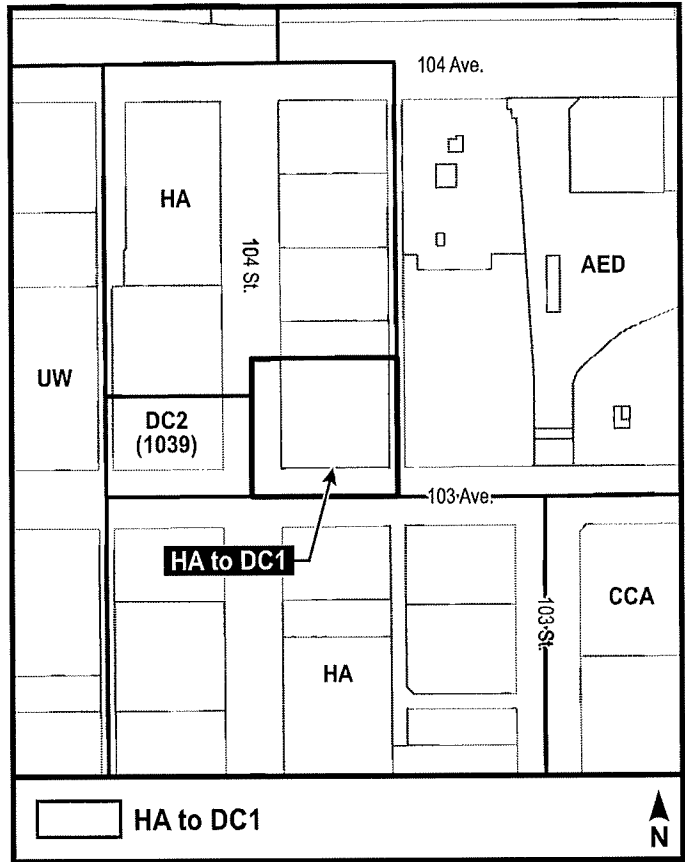 104 Ave.
HA
104 St.
AED
UW
DC2
(1039)
103 Ave.
HA to DC1
CCA
103 St.
HA
HA to DC1
N